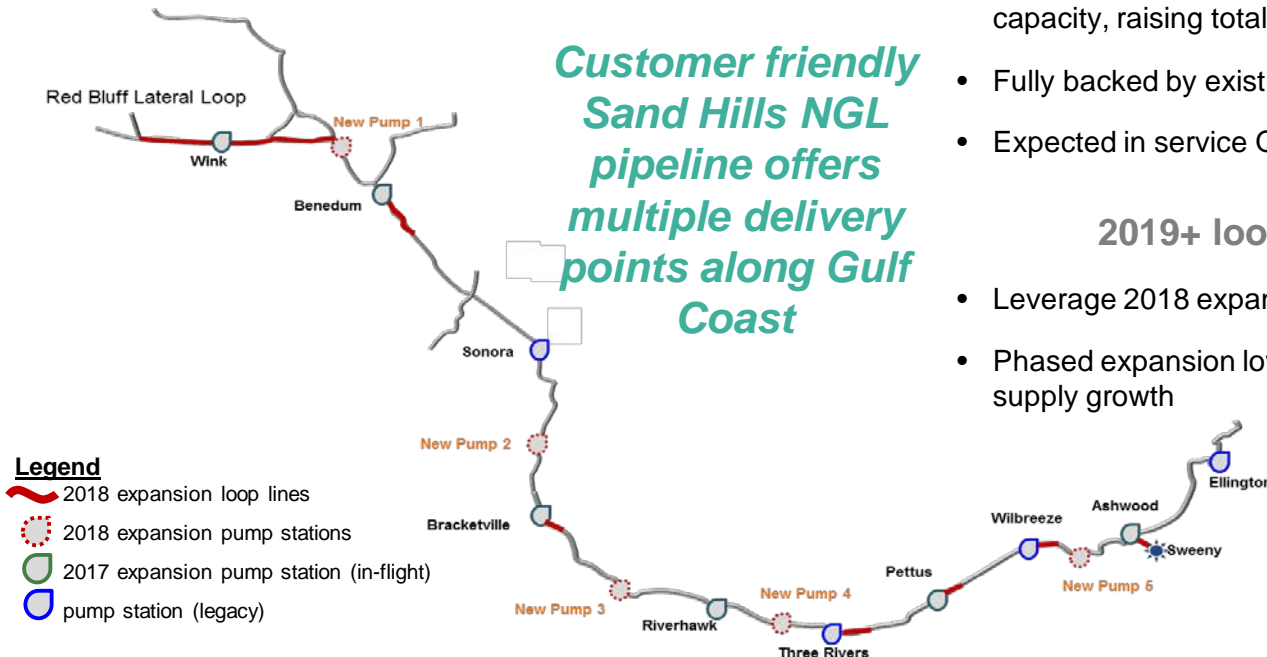 capacity, raising total
Customer friendly
Sand Hills NGL
pipeline offers
multiple delivery
points along Gulf
Coast
• Fully backed by exist
• Expected in service
2019+ loo
• Leverage 2018 expan
• Phased expansion lo
supply growth
Red Bluff Lateral Loop
New Pump 1
Wink
Benedum
Sonora
New Pump 2
Bracketville
New Pump 3
Riverhawk
New Pump 4
Three Rivers
Pettus
Wilbreeze
New Pump 5
Ashwood
Sweeny
Ellington
Legend
2018 expansion loop lines
2018 expansion pump stations
2017 expansion pump station (in-flight)
pump station (legacy)